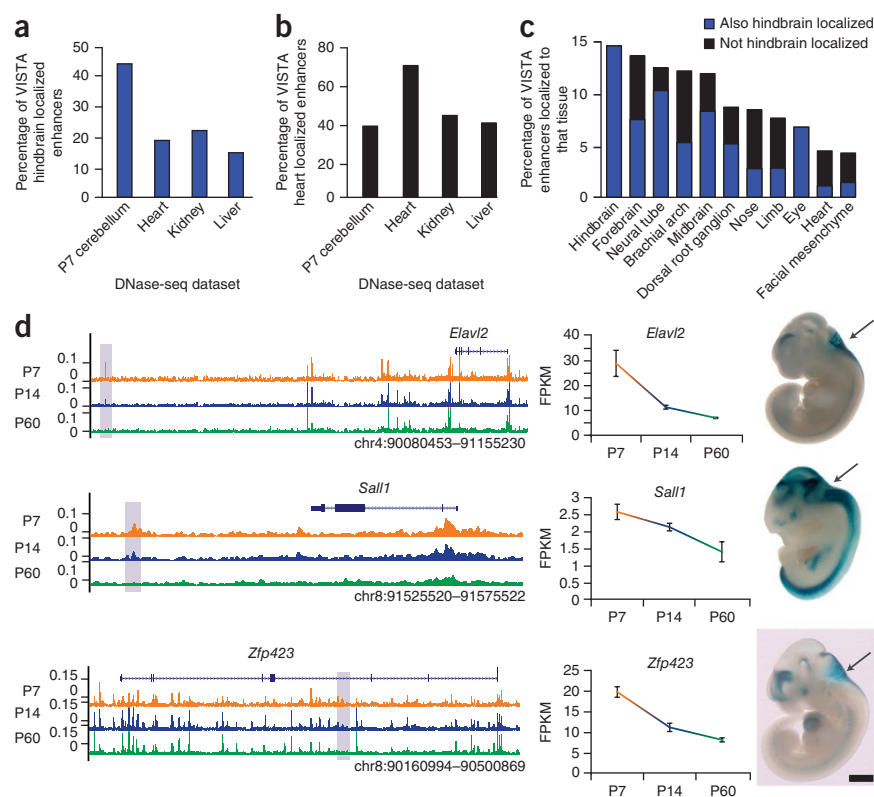 a
Percentage of VISTA
hindbrain localized
enhancers
50
40
30
20
10
0
P7 cerebellum
Heart
Kidney
Liver
DNase-seq dataset
b
Percentage of VISTA
heart localized enhancers
80
60
40
20
0
P7 cerebellum
Heart
Kidney
Liver
DNase-seq dataset
c
Also hindbrain localized
Not hindbrain localized
Percentage of VISTA
enhancers localized to
that tissue
15
10
5
0
Hindbrain
Forebrain
Neural tube
Brachial arch
Midbrain
Dorsal root ganglion
Nose
Limb
Eye
Heart
Facial mesenchyme
d
Elavl2
P7 0.1 0
P14 0.1 0
P60 0.1 0
chr4:90080453–91155230
Elavl2
FPKM
40
30
20
10
0
P7 P14 P60
Sall1
P7 0.1 0
P14 0.1 0
P60 0.1 0
chr8:91525520–91575522
Sall1
FPKM
3
2.5
2
1.5
1
0.5
0
P7 P14 P60
Zfp423
P7 0.15 0
P14 0.15 0
P60 0.15 0
chr8:90160994–90500869
Zfp423
FPKM
25
20
15
10
5
0
P7 P14 P60